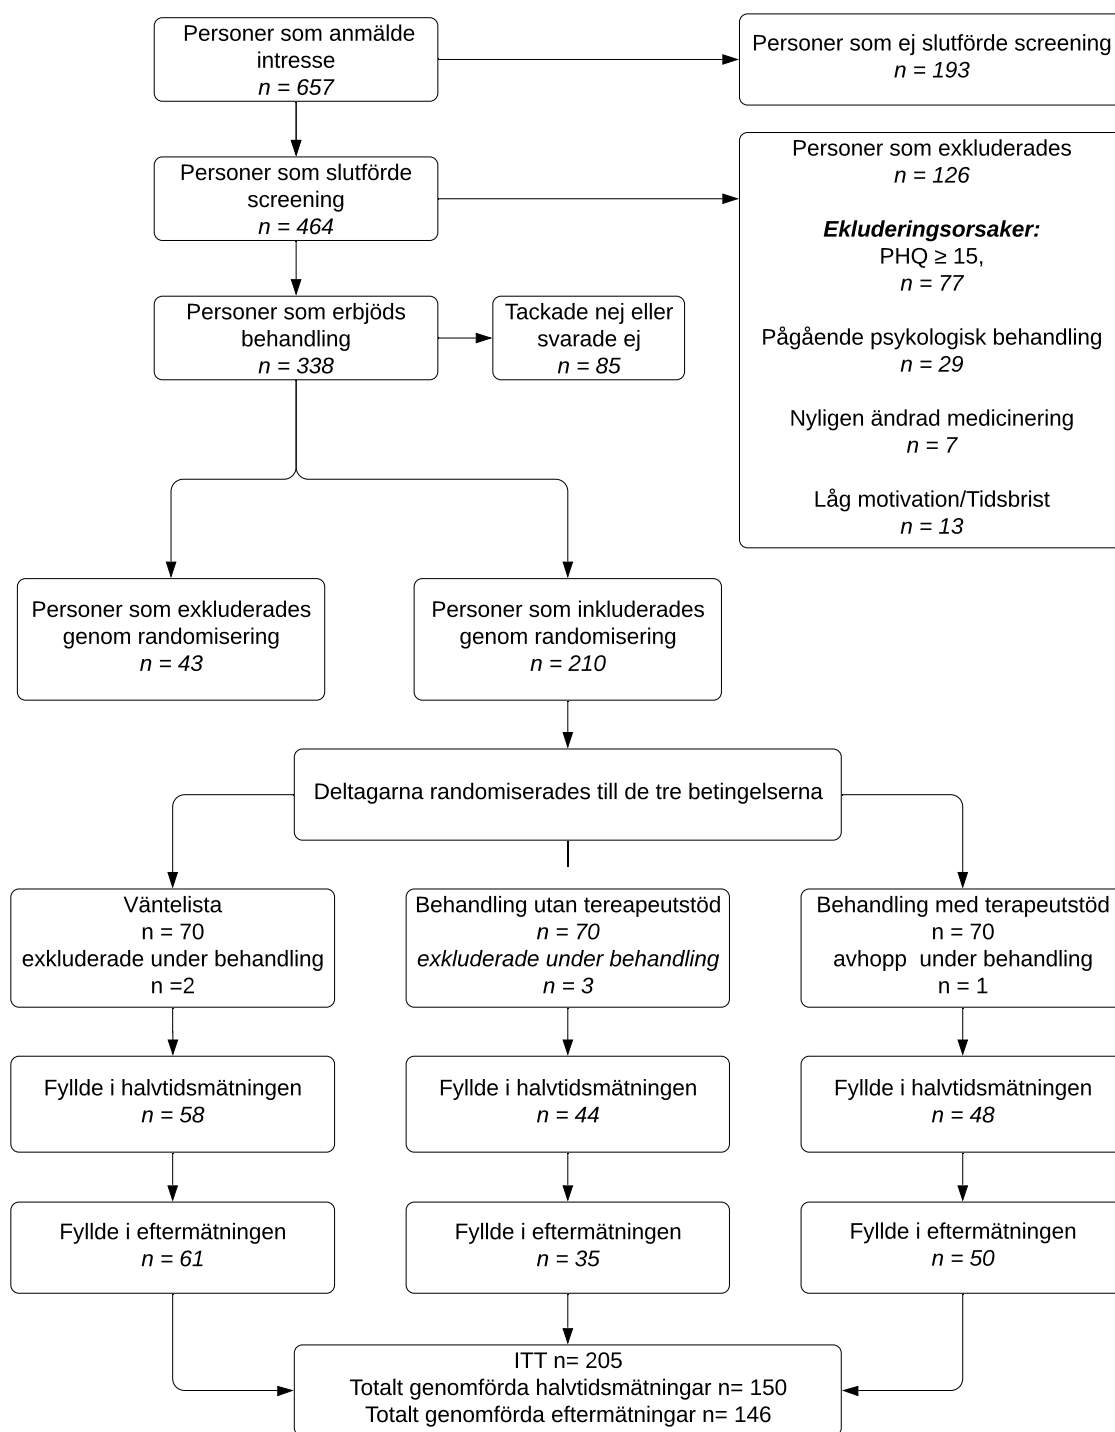 Personer som anmälde
intresse
n = 657
Personer som ej slutförde screening
n = 193
Personer som slutförde
screening
n = 464
Personer som exkluderades
n = 126
Ekluderingsorsaker:
PHQ ≥ 15,
n = 77
Pågående psykologisk behandling
n = 29
Nyligen ändrad medicinering
n = 7
Låg motivation/Tidsbrist
n = 13
Personer som erbjöds
behandling
n = 338
Tackade nej eller
svarade ej
n = 85
Personer som exkluderades
genom randomisering
n = 43
Personer som inkluderades
genom randomisering
n = 210
Deltagarna randomiserades till de tre betingelserna
Väntelista
n = 70
exkluderade under behandling
n =2
Behandling utan tereapeutstöd
n = 70
exkluderade under behandling
n = 3
Behandling med terapeutstöd
n = 70
avhopp  under behandling
n = 1
Fyllde i halvtidsmätningen
n = 58
Fyllde i halvtidsmätningen
n = 44
Fyllde i halvtidsmätningen
n = 48
Fyllde i eftermätningen
n = 61
Fyllde i eftermätningen
n = 35
Fyllde i eftermätningen
n = 50
ITT n= 205
Totalt genomförda halvtidsmätningar n= 150
Totalt genomförda eftermätningar n= 146